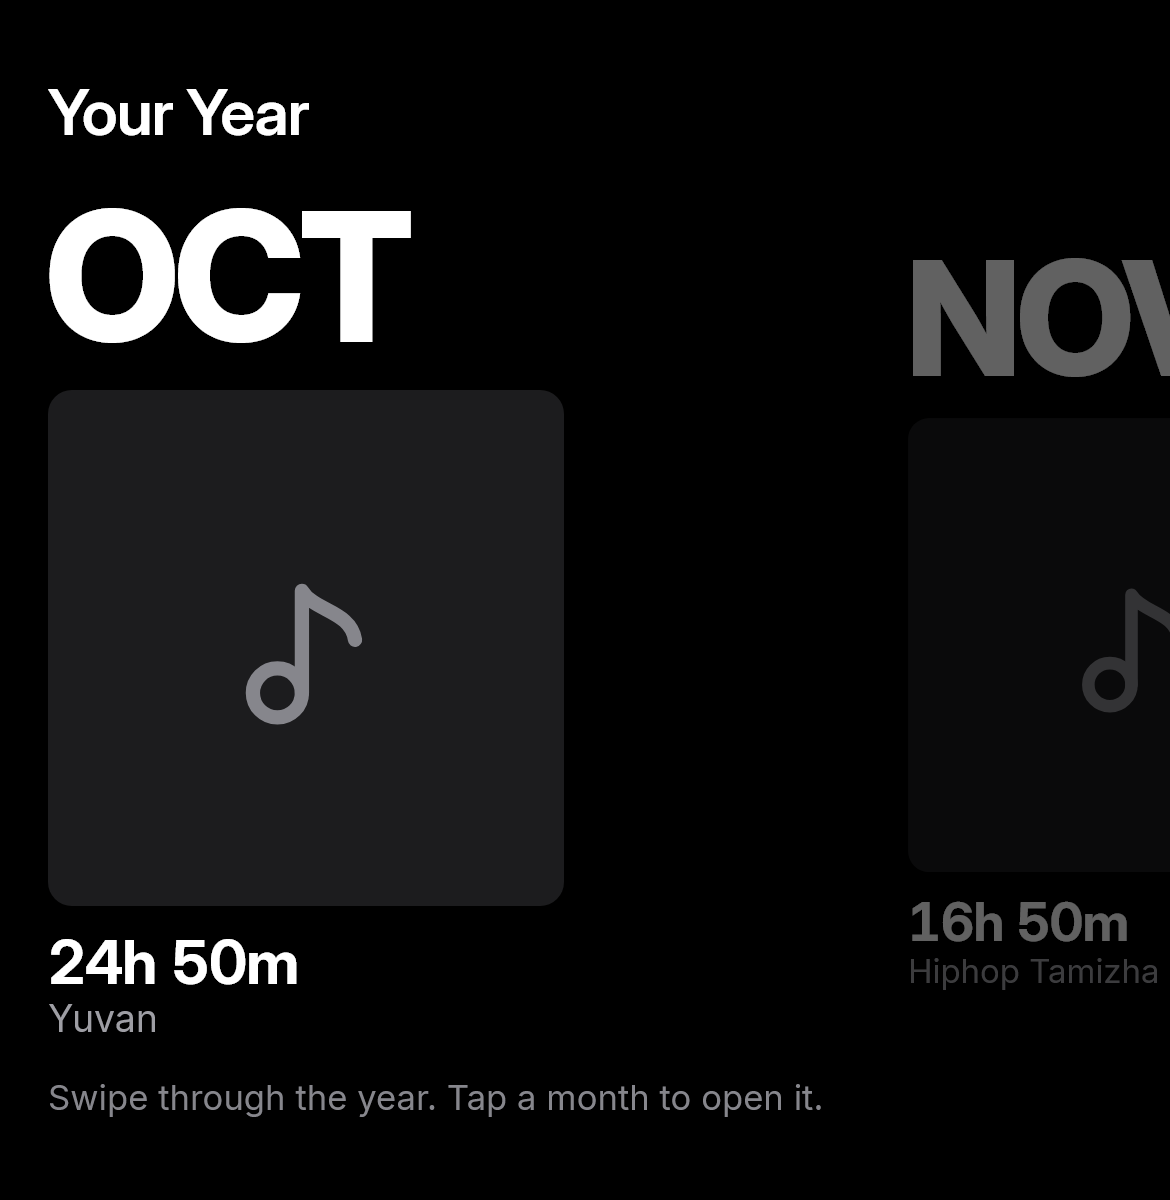 Your Year
OCT
NOV
24h 50m
Yuvan
16h 50m
Hiphop Tamizha
Swipe through the year. Tap a month to open it.